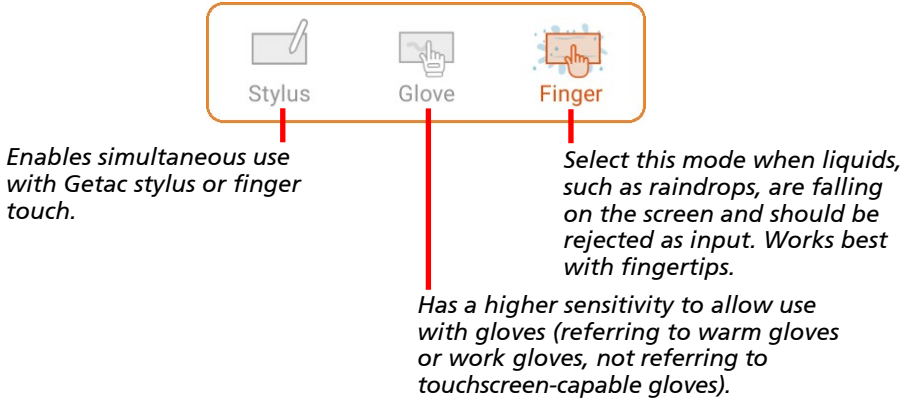 Stylus
Glove
Finger
Enables simultaneous use
with Getac stylus or finger
touch.
Select this mode when liquids,
such as raindrops, are falling
on the screen and should be
rejected as input. Works best
with fingertips.
Has a higher sensitivity to allow use
with gloves (referring to warm gloves
or work gloves, not referring to
touchscreen-capable gloves).